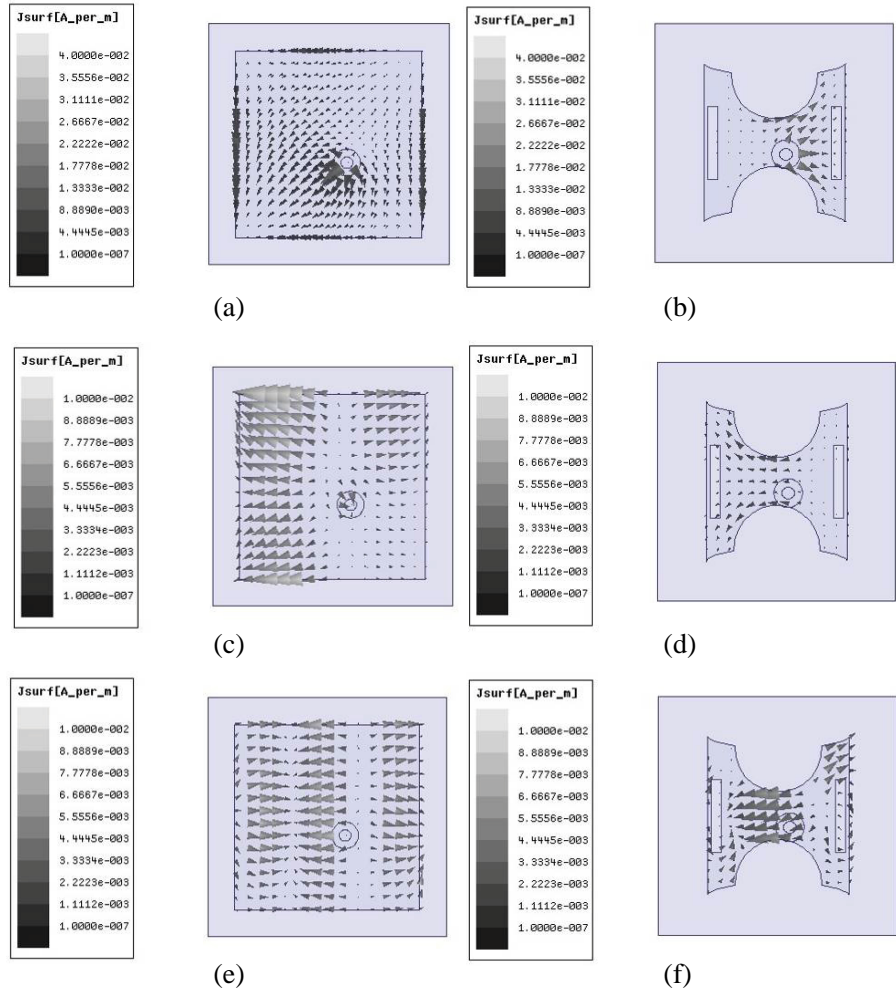 Jsurf[A_per_m]
4.0000e-002
3.5556e-002
3.1111e-002
2.6667e-002
2.2222e-002
1.7778e-002
1.3333e-002
8.8890e-003
4.4445e-003
1.0000e-007
(a)
Jsurf[A_per_m]
4.0000e-002
3.5556e-002
3.1111e-002
2.6667e-002
2.2222e-002
1.7778e-002
1.3333e-002
8.8890e-003
4.4445e-003
1.0000e-007
(b)
Jsurf[A_per_m]
1.0000e-002
8.8889e-003
7.7778e-003
6.6667e-003
5.5556e-003
4.4445e-003
3.3334e-003
2.2223e-003
1.1112e-003
1.0000e-007
(c)
Jsurf[A_per_m]
1.0000e-002
8.8889e-003
7.7778e-003
6.6667e-003
5.5556e-003
4.4445e-003
3.3334e-003
2.2223e-003
1.1112e-003
1.0000e-007
(d)
Jsurf[A_per_m]
1.0000e-002
8.8889e-003
7.7778e-003
6.6667e-003
5.5556e-003
4.4445e-003
3.3334e-003
2.2223e-003
1.1112e-003
1.0000e-007
(e)
Jsurf[A_per_m]
1.0000e-002
8.8889e-003
7.7778e-003
6.6667e-003
5.5556e-003
4.4445e-003
3.3334e-003
2.2223e-003
1.1112e-003
1.0000e-007
(f)